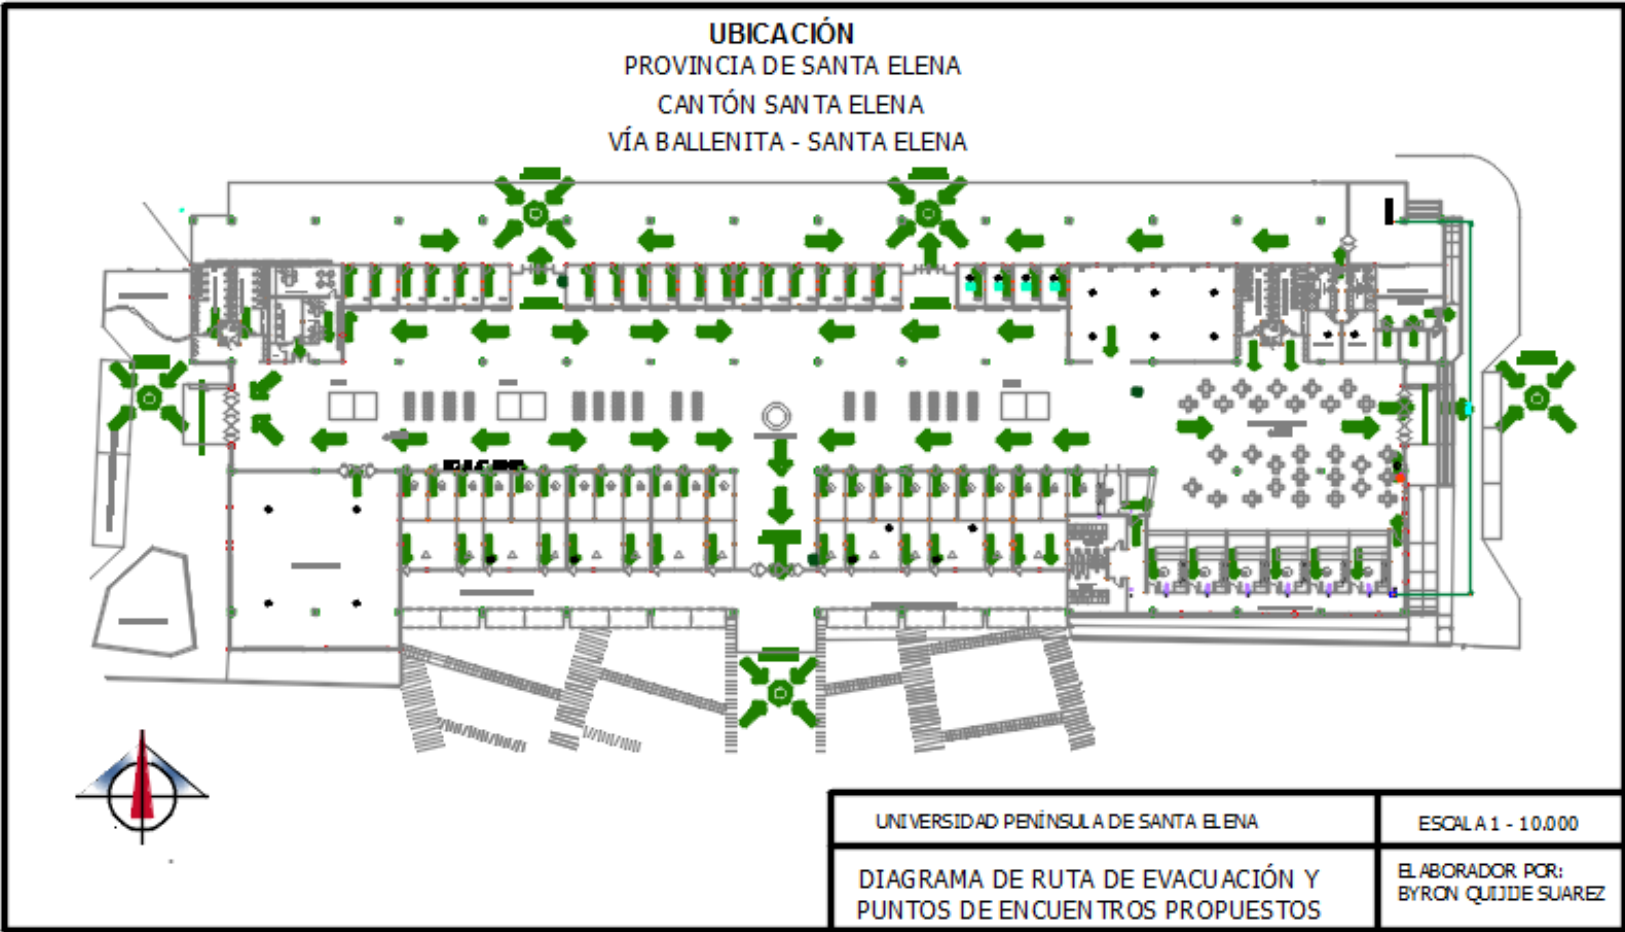 UBICACIÓN
PROVINCIA DE SANTA ELENA
CANTÓN SANTA ELENA
VÍA BALLENITA - SANTA ELENA
UNIVERSIDAD PENÍNSULA DE SANTA ELENA
ESCALA 1 - 10.000
DIAGRAMA DE RUTA DE EVACUACIÓN Y
PUNTOS DE ENCUENTROS PROPUESTOS
ELABORADOR POR:
BYRON QUIJIJE SUAREZ